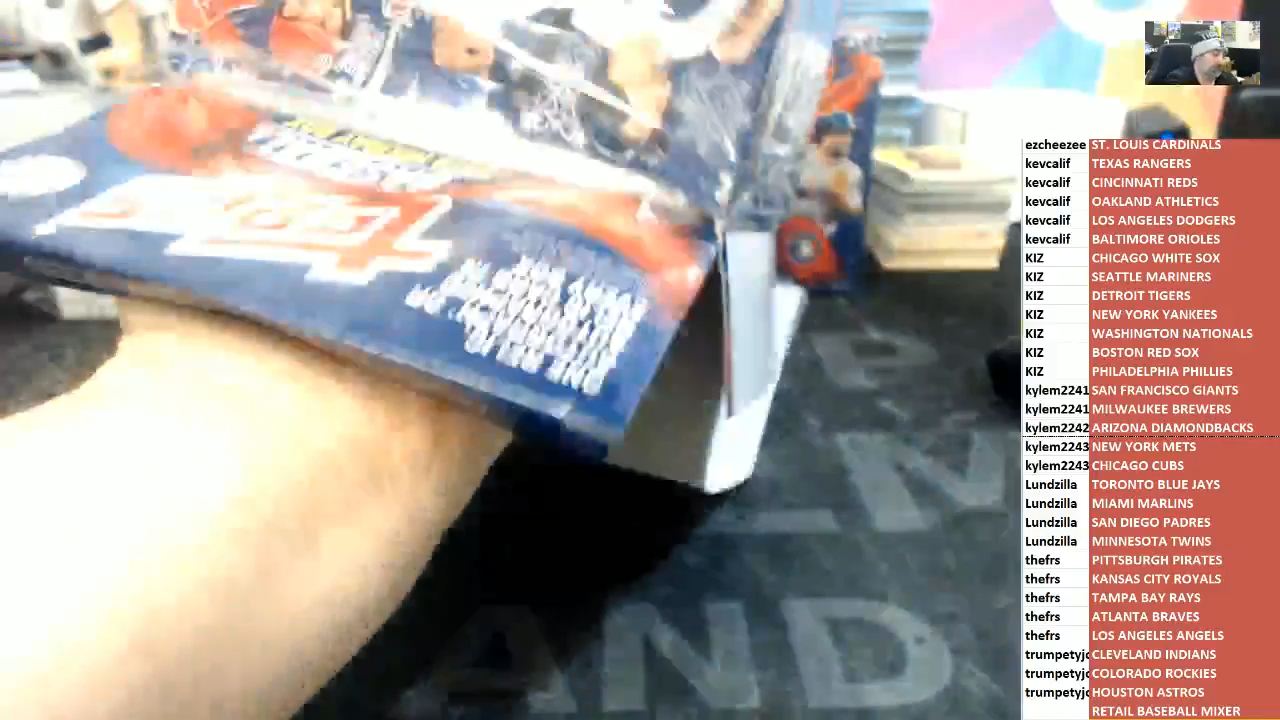 ezcheezee ST. LOUIS CARDINALS
kevcalif TEXAS RANGERS
kevcalif CINCINNATI REDS
kevcalif OAKLAND ATHLETICS
kevcalif LOS ANGELES DODGERS
kevcalif BALTIMORE ORIOLES
KIZ CHICAGO WHITE SOX
KIZ SEATTLE MARINERS
KIZ DETROIT TIGERS
KIZ NEW YORK YANKEES
KIZ WASHINGTON NATIONALS
KIZ BOSTON RED SOX
KIZ PHILADELPHIA PHILLIES
kylem2241 SAN FRANCISCO GIANTS
kylem2241 MILWAUKEE BREWERS
kylem2242 ARIZONA DIAMONDBACKS
kylem2243 NEW YORK METS
kylem2243 CHICAGO CUBS
Lundzilla TORONTO BLUE JAYS
Lundzilla MIAMI MARLINS
Lundzilla SAN DIEGO PADRES
Lundzilla MINNESOTA TWINS
thefrs PITTSBURGH PIRATES
thefrs KANSAS CITY ROYALS
thefrs TAMPA BAY RAYS
thefrs ATLANTA BRAVES
thefrs LOS ANGELES ANGELS
trumpetyjo CLEVELAND INDIANS
trumpetyjo COLORADO ROCKIES
trumpetyjo HOUSTON ASTROS
RETAIL BASEBALL MIXER
AND